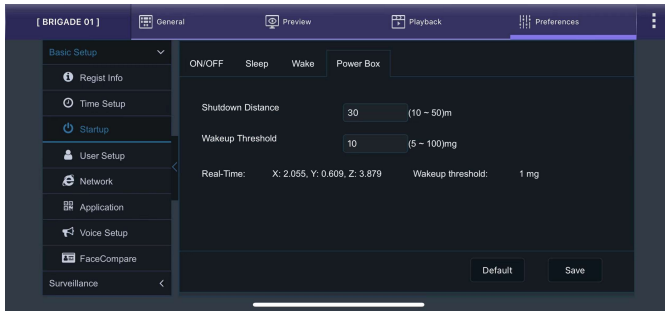 [ BRIGADE 01 ] General Preview Playback Preferences
Basic Setup
Regist Info
Time Setup
Startup
User Setup
Network
Application
Voice Setup
FaceCompare
Surveillance
ON/OFF Sleep Wake Power Box
Shutdown Distance 30 (10 ~ 50)m
Wakeup Threshold 10 (5 ~ 100)mg
Real-Time: X: 2.055, Y: 0.609, Z: 3.879 Wakeup threshold: 1 mg
Default Save